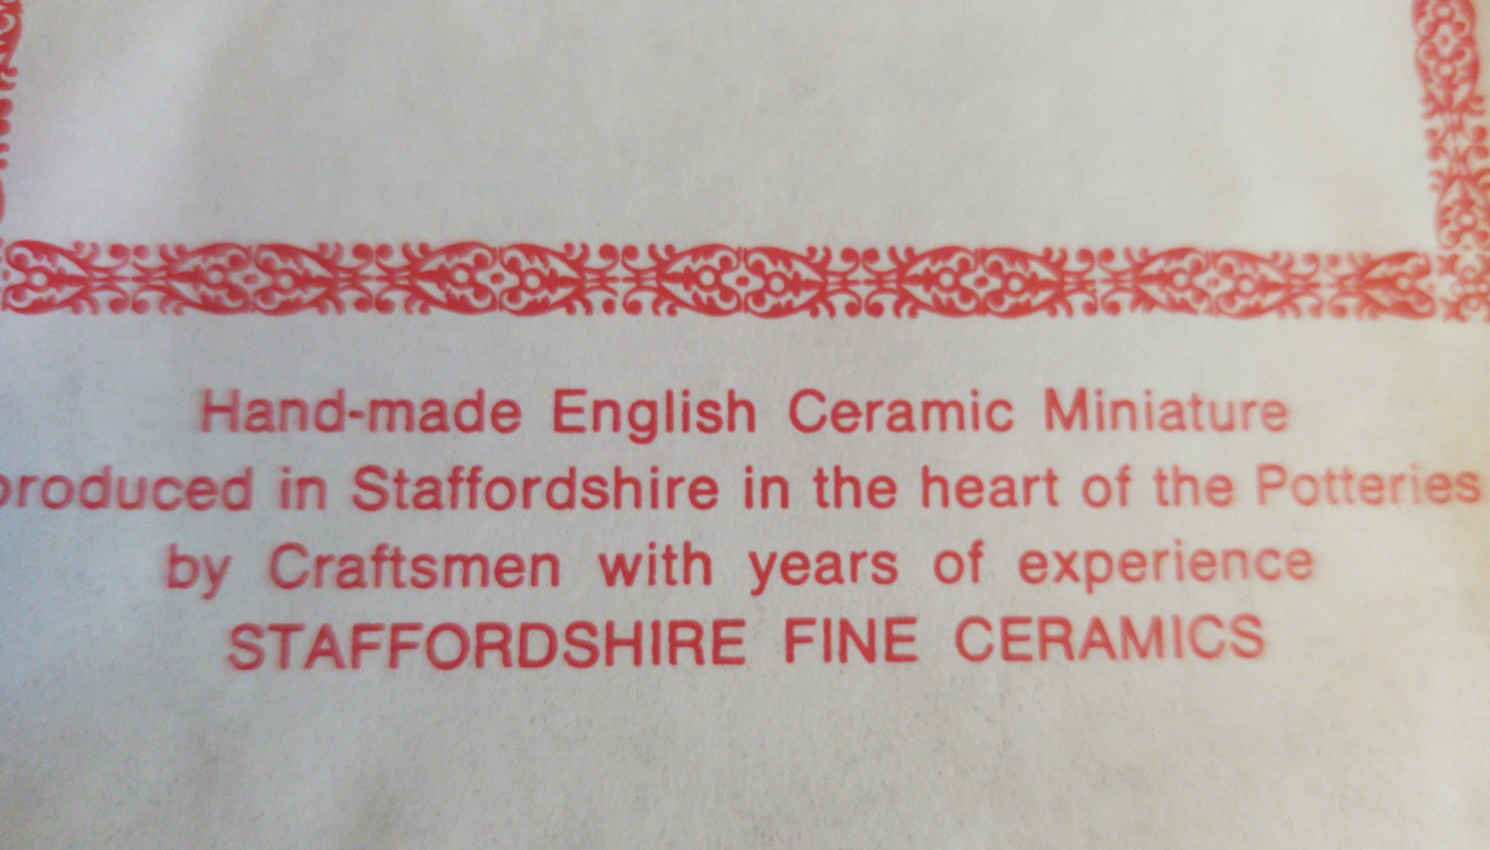 Hand-made English Ceramic Miniature
produced in Staffordshire in the heart of the Potteries
by Craftsmen with years of experience
STAFFORDSHIRE FINE CERAMICS